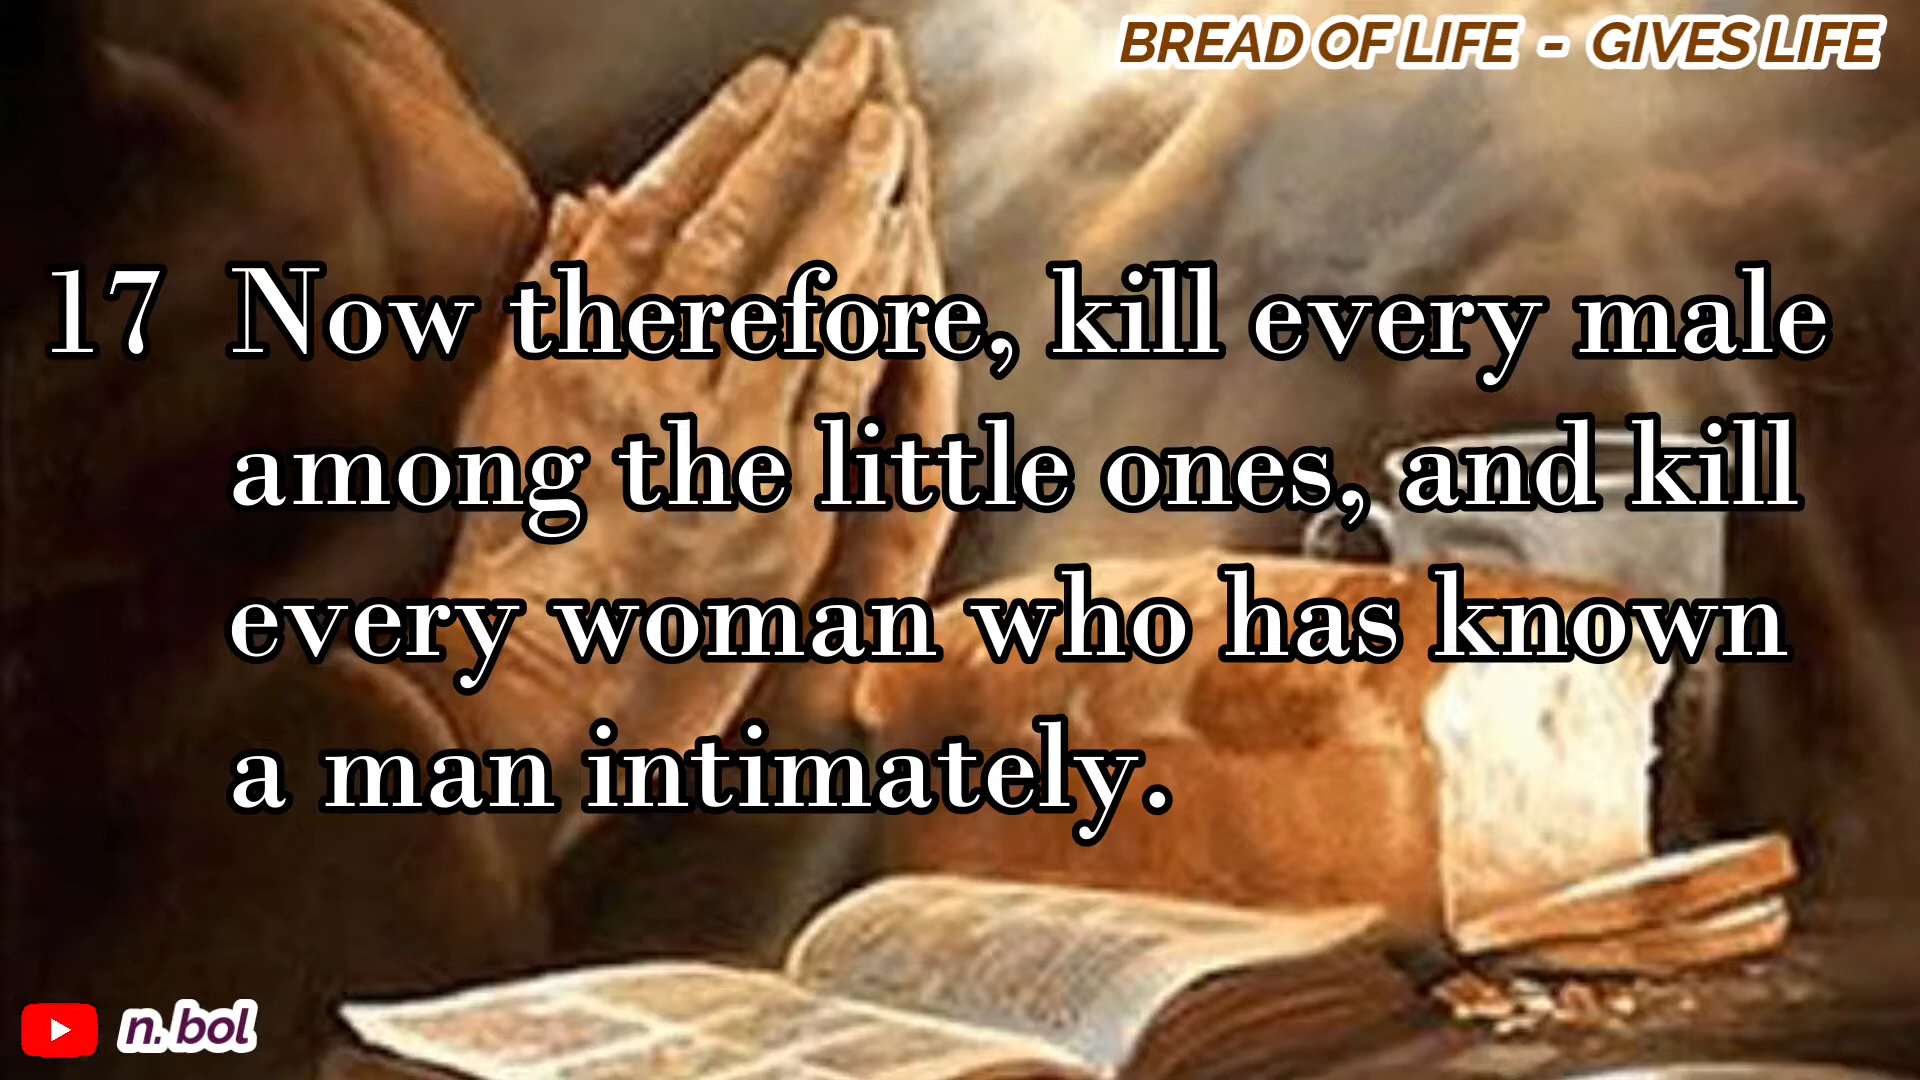 BREAD OF LIFE - GIVES LIFE
17 Now therefore, kill every male
among the little ones, and kill
every woman who has known
a man intimately.
n. bol